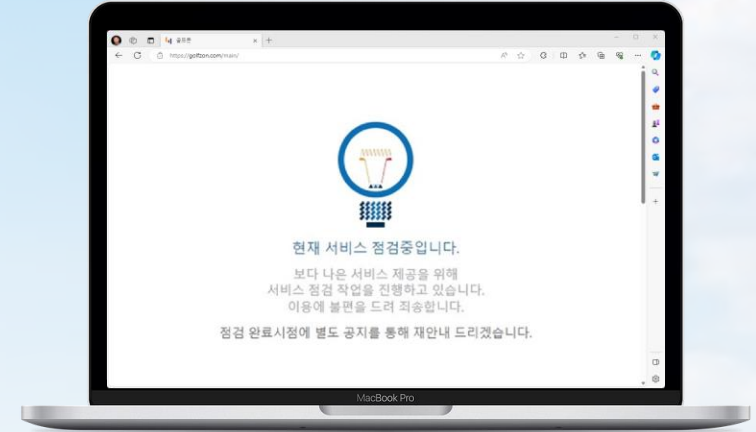 골프존
https://golfzon.com/main/
현재 서비스 점검중입니다.
보다 나은 서비스 제공을 위해
서비스 점검 작업을 진행하고 있습니다.
이용에 불편을 드려 죄송합니다.
점검 완료시점에 별도 공지를 통해 재안내 드리겠습니다.
MacBook Pro